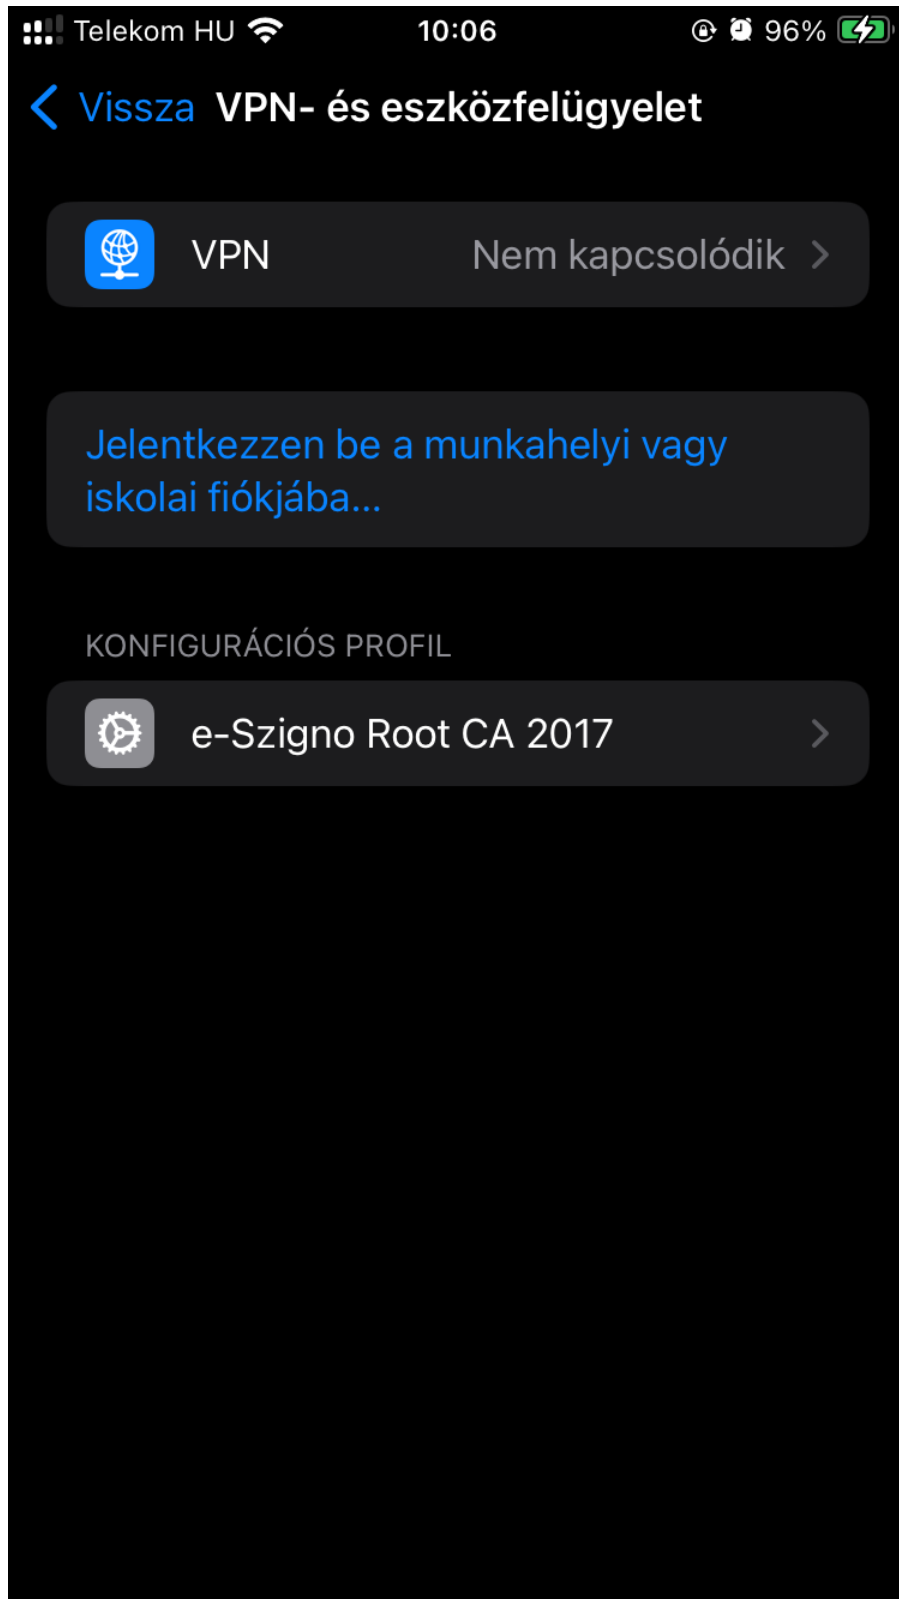 Telekom HU 10:06 96%
Vissza VPN- és eszközfelügyelet
VPN Nem kapcsolódik
Jelentkezzen be a munkahelyi vagy
iskolai fiókjába...
KONFIGURÁCIÓS PROFIL
e-Szigno Root CA 2017